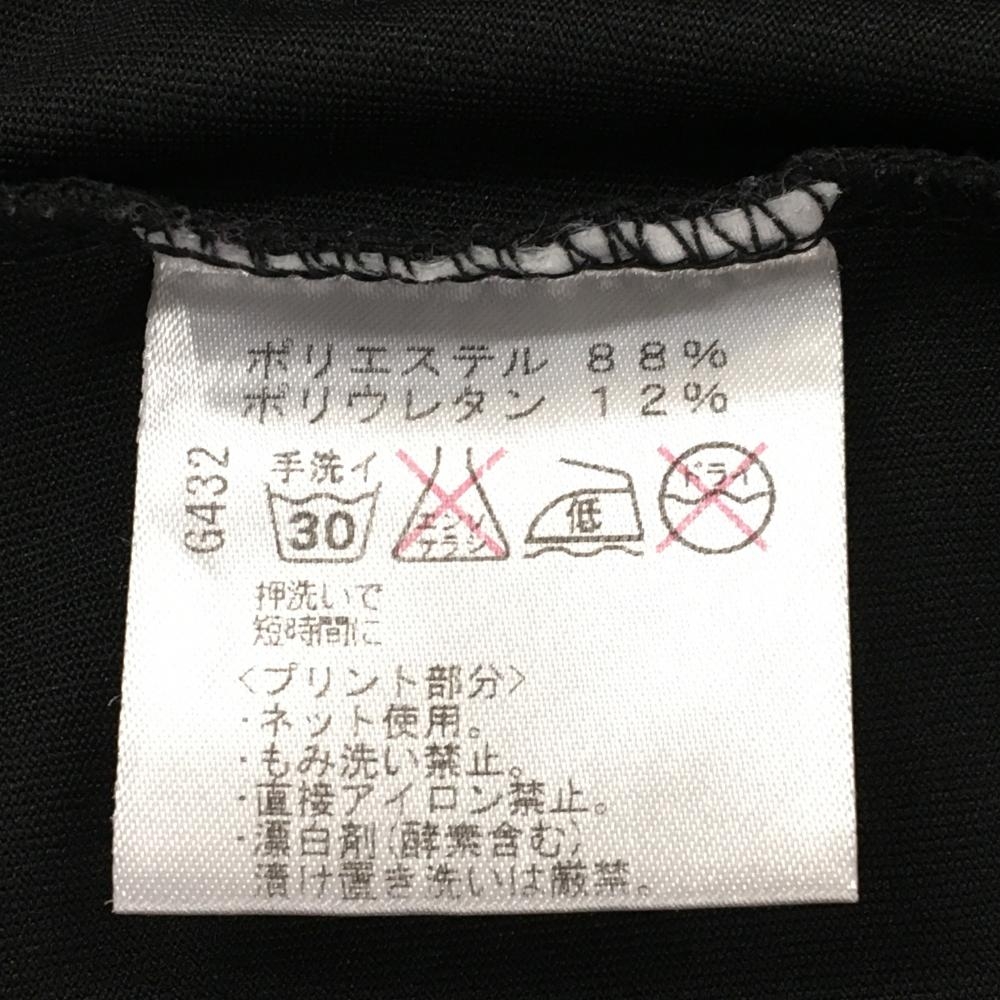 ポリエステル 88%
ポリウレタン 12%
G432
手洗イ
30
エンソ
サラシ
低
ドライ
押洗いで
短時間に
<プリント部分>
・ネット使用。
・もみ洗い禁止。
・直接アイロン禁止。
・漂白剤(酵素含む)
漬け置き洗いは厳禁。